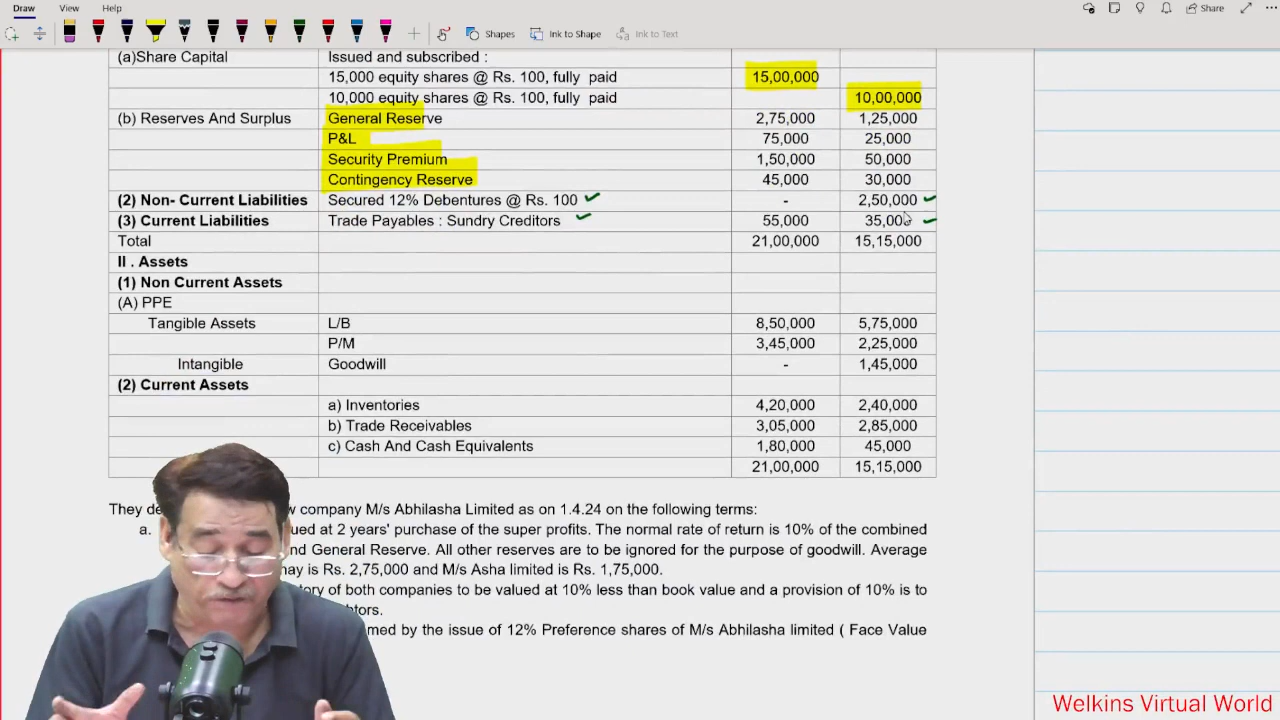 Draw View Help
Shapes Ink to Shape Ink to Text Share
(a)Share Capital Issued and subscribed :
15,000 equity shares @ Rs. 100, fully paid 15,00,000
10,000 equity shares @ Rs. 100, fully paid 10,00,000
(b) Reserves And Surplus General Reserve 2,75,000 1,25,000
P&L 75,000 25,000
Security Premium 1,50,000 50,000
Contingency Reserve 45,000 30,000
(2) Non- Current Liabilities Secured 12% Debentures @ Rs. 100 - 2,50,000
(3) Current Liabilities Trade Payables : Sundry Creditors 55,000 35,000
Total 21,00,000 15,15,000
II . Assets
(1) Non Current Assets
(A) PPE
Tangible Assets L/B 8,50,000 5,75,000
P/M 3,45,000 2,25,000
Intangible Goodwill - 1,45,000
(2) Current Assets
a) Inventories 4,20,000 2,40,000
b) Trade Receivables 3,05,000 2,85,000
c) Cash And Cash Equivalents 1,80,000 45,000
21,00,000 15,15,000
They company M/s Abhilasha Limited as on 1.4.24 on the following terms:
a. at 2 years' purchase of the super profits. The normal rate of return is 10% of the combined
General Reserve. All other reserves are to be ignored for the purpose of goodwill. Average
is Rs. 2,75,000 and M/s Asha limited is Rs. 1,75,000.
of both companies to be valued at 10% less than book value and a provision of 10% is to
by the issue of 12% Preference shares of M/s Abhilasha limited ( Face Value
Welkins Virtual World